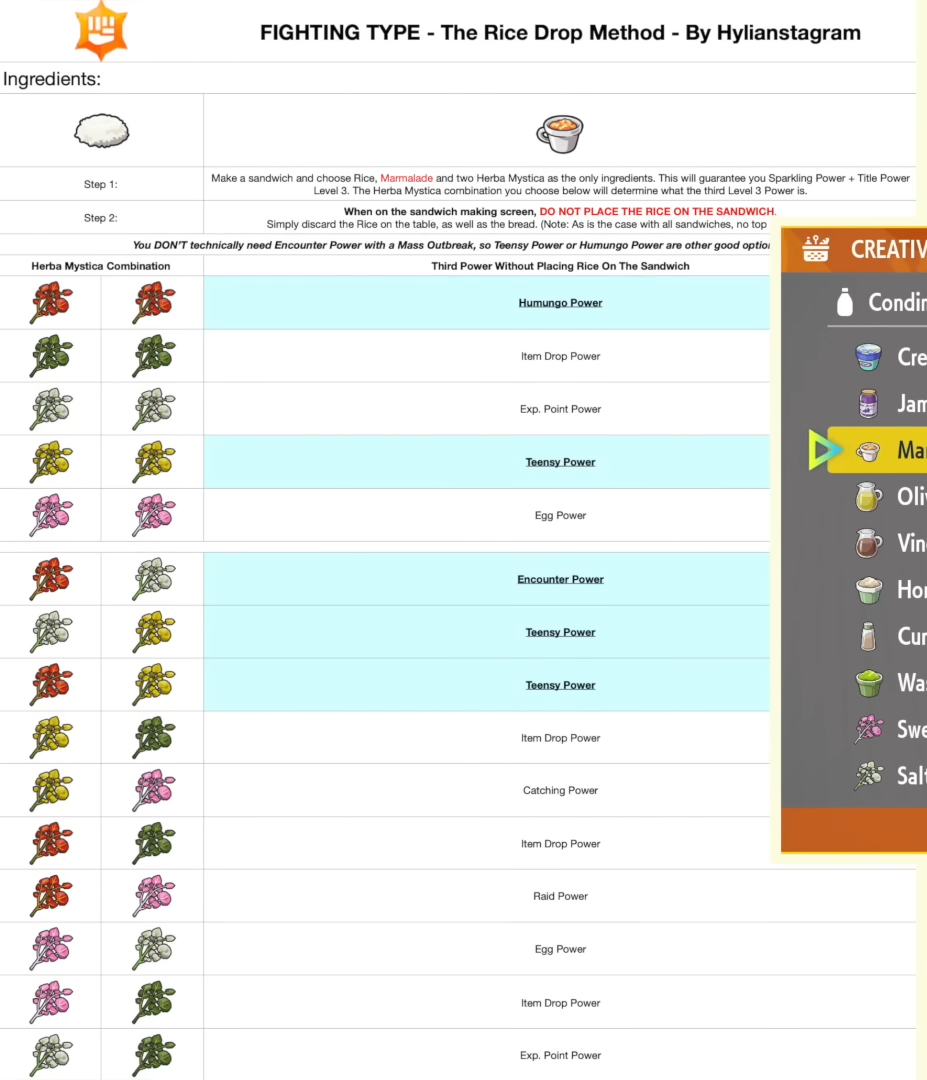 FIGHTING TYPE - The Rice Drop Method - By Hylianstagram
Ingredients:
Step 1:
Make a sandwich and choose Rice, Marmalade and two Herba Mystica as the only ingredients. This will guarantee you Sparkling Power + Title Power
Level 3. The Herba Mystica combination you choose below will determine what the third Level 3 Power is.
Step 2:
When on the sandwich making screen, DO NOT PLACE THE RICE ON THE SANDWICH.
Simply discard the Rice on the table, as well as the bread. (Note: As is the case with all sandwiches, no top
You DON'T technically need Encounter Power with a Mass Outbreak, so Teensy Power or Humungo Power are other good
Herba Mystica Combination
Third Power Without Placing Rice On The Sandwich
Humungo Power
Item Drop Power
Exp. Point Power
Teensy Power
Egg Power
Encounter Power
Teensy Power
Teensy Power
Item Drop Power
Catching Power
Item Drop Power
Raid Power
Egg Power
Item Drop Power
Exp. Point Power
CREATIV
Condi
Cre
Jam
Mar
Oli
Vin
Hor
Cur
Was
Swe
Salt